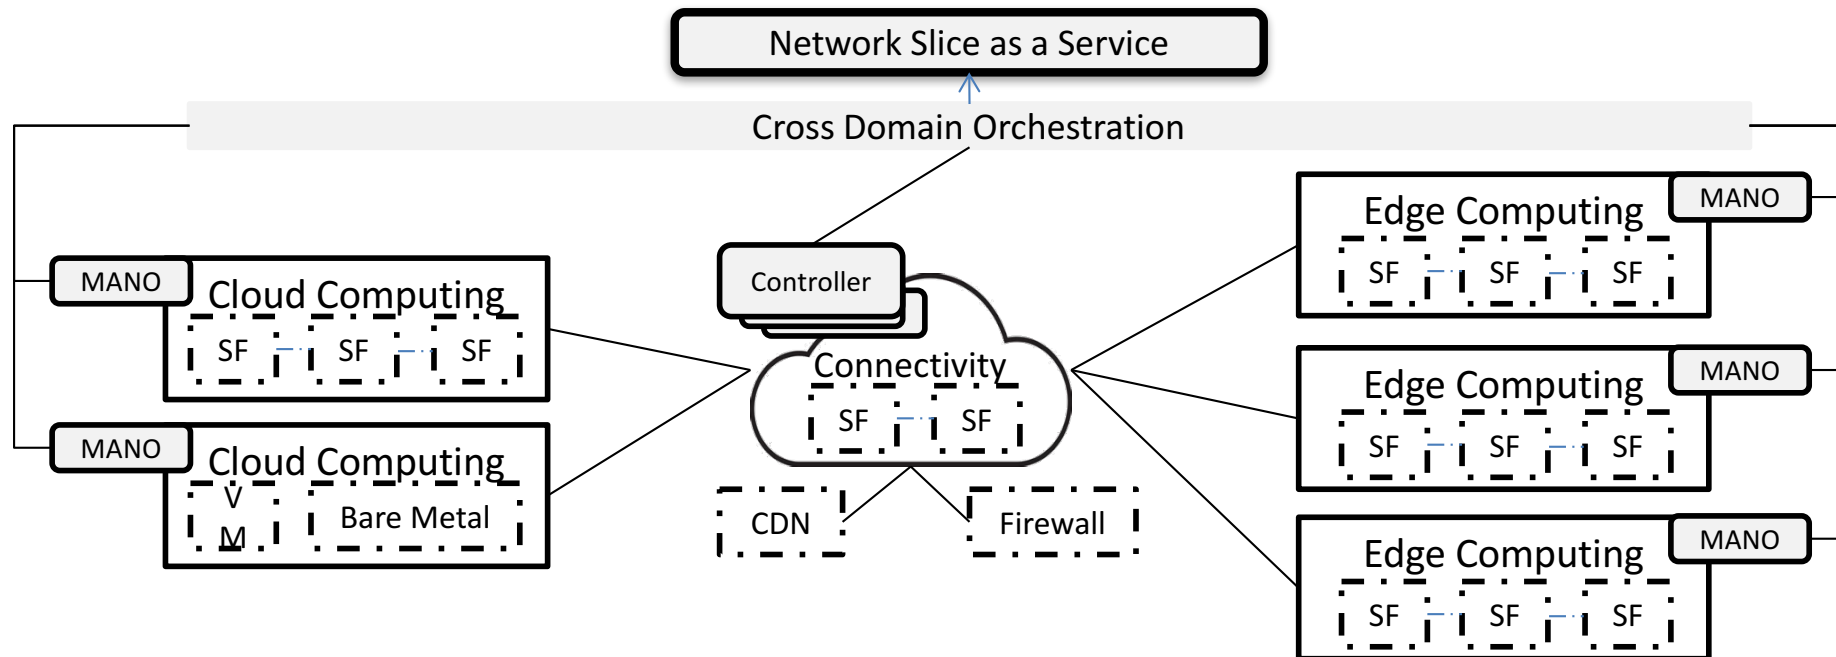 Network Slice as a Service
Cross Domain Orchestration
MANO
Cloud Computing
SF SF SF
MANO
Cloud Computing
V
M
Bare Metal
Controller
Connectivity
SF SF
CDN
Firewall
MANO
Edge Computing
SF SF SF
MANO
Edge Computing
SF SF SF
MANO
Edge Computing
SF SF SF